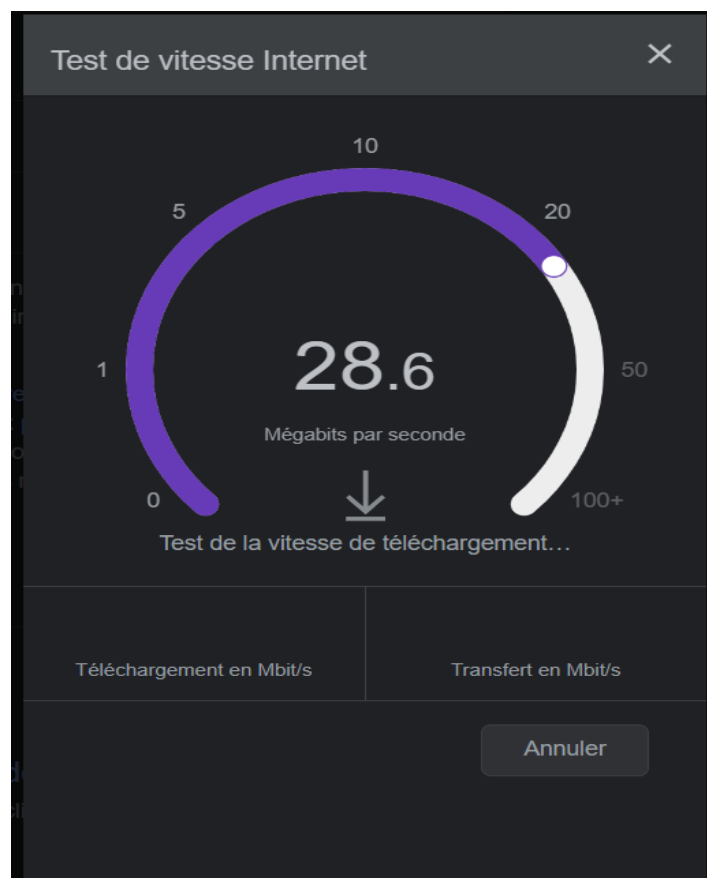 Test de vitesse Internet
10
5
20
1
28.6
50
Mégabits par seconde
0
100+
Test de la vitesse de téléchargement...
Téléchargement en Mbit/s
Transfert en Mbit/s
Annuler